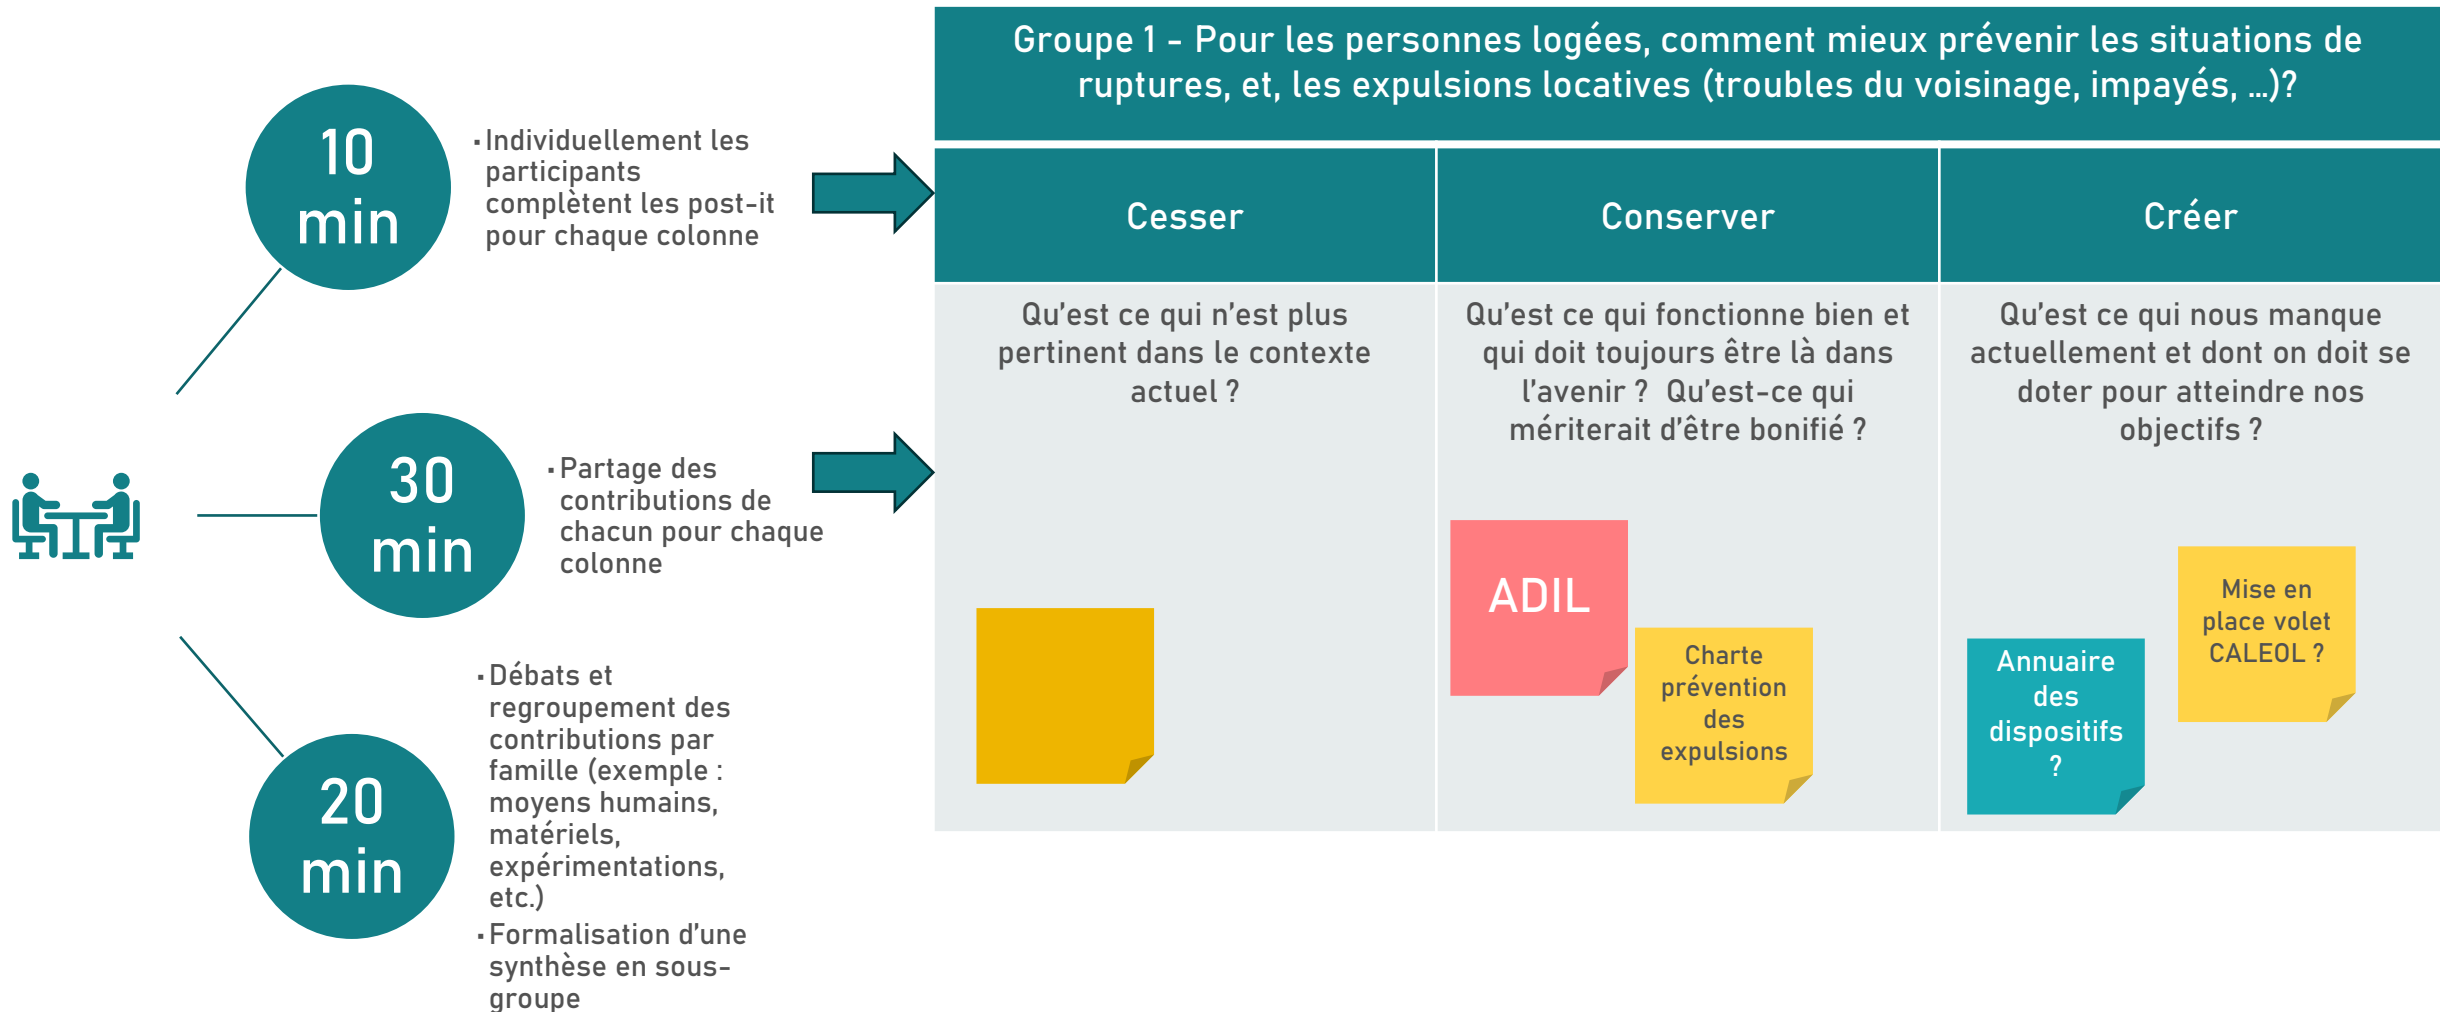 10
min
▪ Individuellement les
participants
complètent les post-it
pour chaque colonne
30
min
▪ Partage des
contributions de
chacun pour chaque
colonne
20
min
▪ Débats et
regroupement des
contributions par
famille (exemple :
moyens humains,
matériels,
expérimentations,
etc.)
▪ Formalisation d’une
synthèse en sous-
groupe
Groupe 1 - Pour les personnes logées, comment mieux prévenir les situations de
ruptures, et, les expulsions locatives (troubles du voisinage, impayés, …)?
Cesser
Conserver
Créer
Qu’est ce qui n’est plus
pertinent dans le contexte
actuel ?
Qu’est ce qui fonctionne bien et
qui doit toujours être là dans
l’avenir ? Qu’est-ce qui
mériterait d’être bonifié ?
Qu’est ce qui nous manque
actuellement et dont on doit se
doter pour atteindre nos
objectifs ?
ADIL
Charte
prévention
des
expulsions
Annuaire
des
dispositifs
?
Mise en
place volet
CALEOL ?